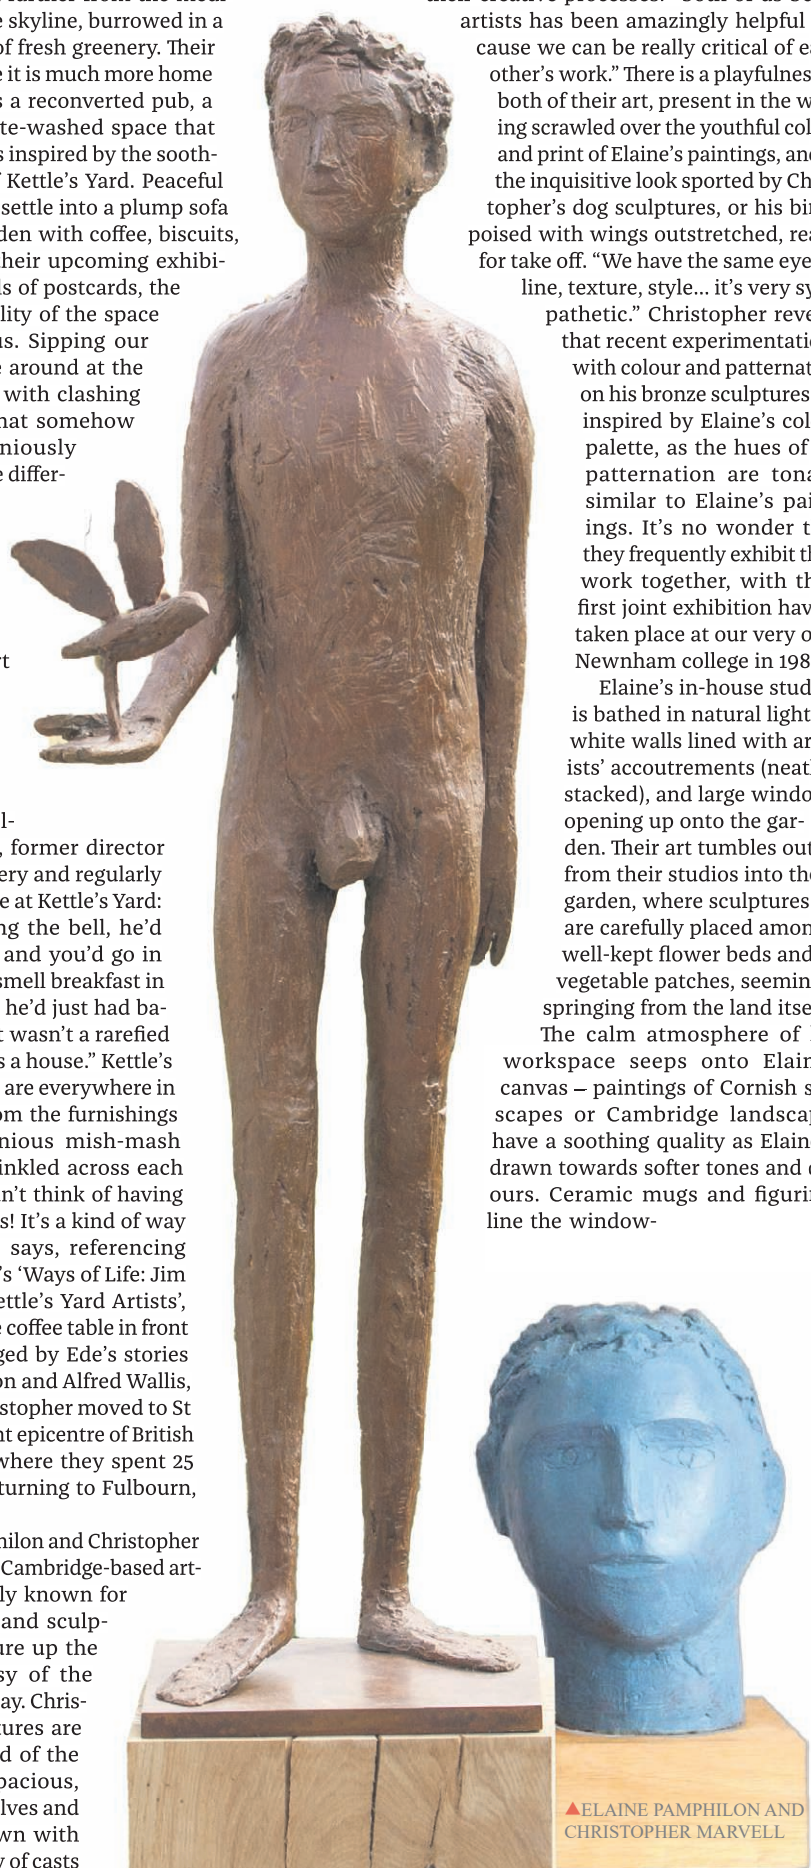 e skyline, burrowed in a
of fresh greenery. Their
e it is much more home
s a reconverted pub, a
te-washed space that
s inspired by the sooth-
f Kettle's Yard. Peaceful
settle into a plump sofa
den with coffee, biscuits,
their upcoming exhibi-
ls of postcards, the
lity of the space
us. Sipping our
e around at the
with clashing
hat somehow
niously
e differ-
rt
l-
, former director
ery and regularly
e at Kettle's Yard:
ng the bell, he'd
and you'd go in
smell breakfast in
he'd just had ba-
t wasn't a rarefied
s a house." Kettle's
are everywhere in
om the furnishings
nious mish-mash
inkled across each
n't think of having
s! It's a kind of way
says, referencing
's 'Ways of Life: Jim
ettle's Yard Artists',
e coffee table in front
ged by Ede's stories
on and Alfred Wallis,
stopher moved to St
nt epicentre of British
where they spent 25
turning to Fulbourn,
hilon and Christopher
Cambridge-based art-
ly known for
and sculp-
ure up the
sy of the
ay. Chris-
tures are
d of the
pacious,
lves and
wn with
y of casts
artists has been amazingly helpful
cause we can be really critical of ea
other's work." There is a playfulness
both of their art, present in the w
ing scrawled over the youthful col
and print of Elaine's paintings, and
the inquisitive look sported by Ch
topher's dog sculptures, or his bir
poised with wings outstretched, rea
for take off. "We have the same eye
line, texture, style... it's very sy
pathetic." Christopher reve
that recent experimentatio
with colour and patternat
on his bronze sculptures
inspired by Elaine's col
palette, as the hues of
patternation are tona
similar to Elaine's pai
ings. It's no wonder t
they frequently exhibit th
work together, with th
first joint exhibition hav
taken place at our very o
Newnham college in 198
Elaine's in-house stud
is bathed in natural light
white walls lined with ar
ists' accoutrements (neatl
stacked), and large windo
opening up onto the gar-
den. Their art tumbles out
from their studios into the
garden, where sculptures
are carefully placed amon
well-kept flower beds and
vegetable patches, seemin
springing from the land itse
The calm atmosphere of
workspace seeps onto Elain
canvas – paintings of Cornish s
scapes or Cambridge landscap
have a soothing quality as Elaine
drawn towards softer tones and c
ours. Ceramic mugs and figurin
line the window-
▲ELAINE PAMPHILON AND
CHRISTOPHER MARVELL